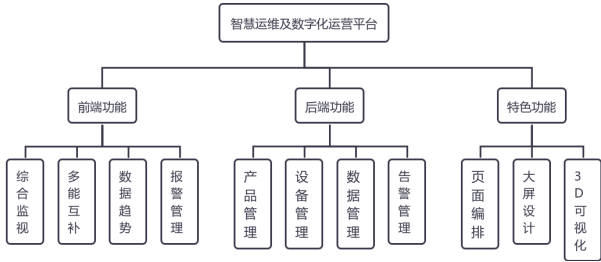 智慧运维及数字化运营平台
前端功能
后端功能
特色功能
综合监视
多能互补
数据趋势
报警管理
产品管理
设备管理
数据管理
告警管理
页面编排
大屏设计
3D可视化